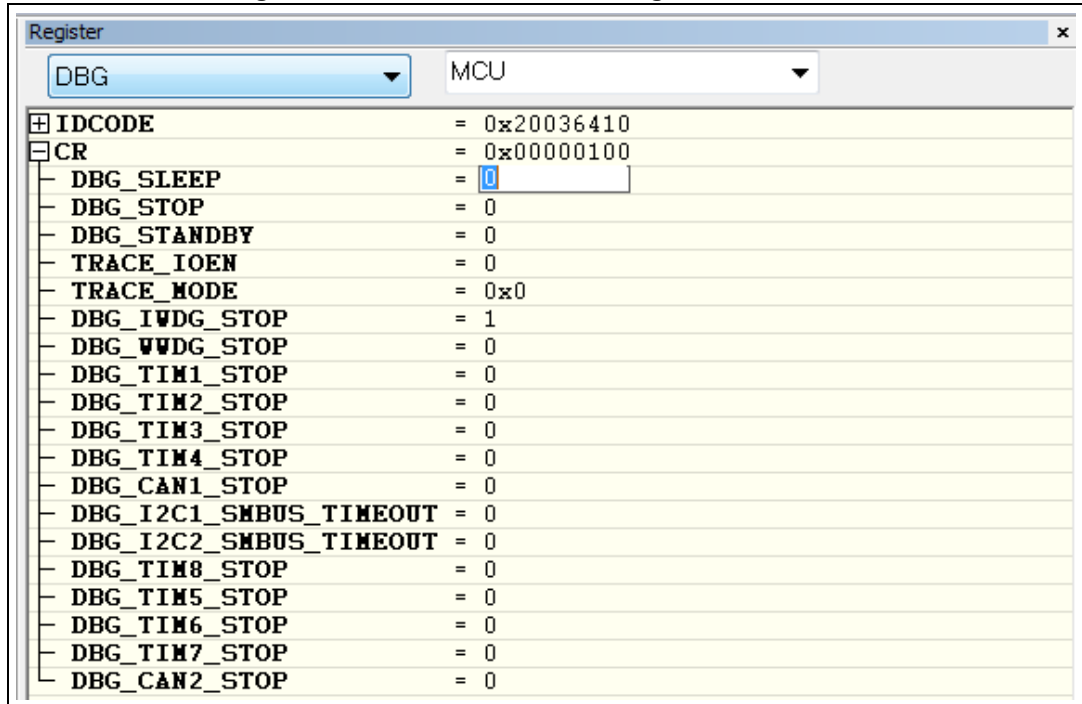 Register
DBG MCU
IDCODE = 0x20036410
CR = 0x00000100
DBG_SLEEP = 0
DBG_STOP = 0
DBG_STANDBY = 0
TRACE_IOEN = 0
TRACE_MODE = 0x0
DBG_IWDG_STOP = 1
DBG_WWDG_STOP = 0
DBG_TIM1_STOP = 0
DBG_TIM2_STOP = 0
DBG_TIM3_STOP = 0
DBG_TIM4_STOP = 0
DBG_CAN1_STOP = 0
DBG_I2C1_SMBUS_TIMEOUT = 0
DBG_I2C2_SMBUS_TIMEOUT = 0
DBG_TIM8_STOP = 0
DBG_TIM5_STOP = 0
DBG_TIM6_STOP = 0
DBG_TIM7_STOP = 0
DBG_CAN2_STOP = 0